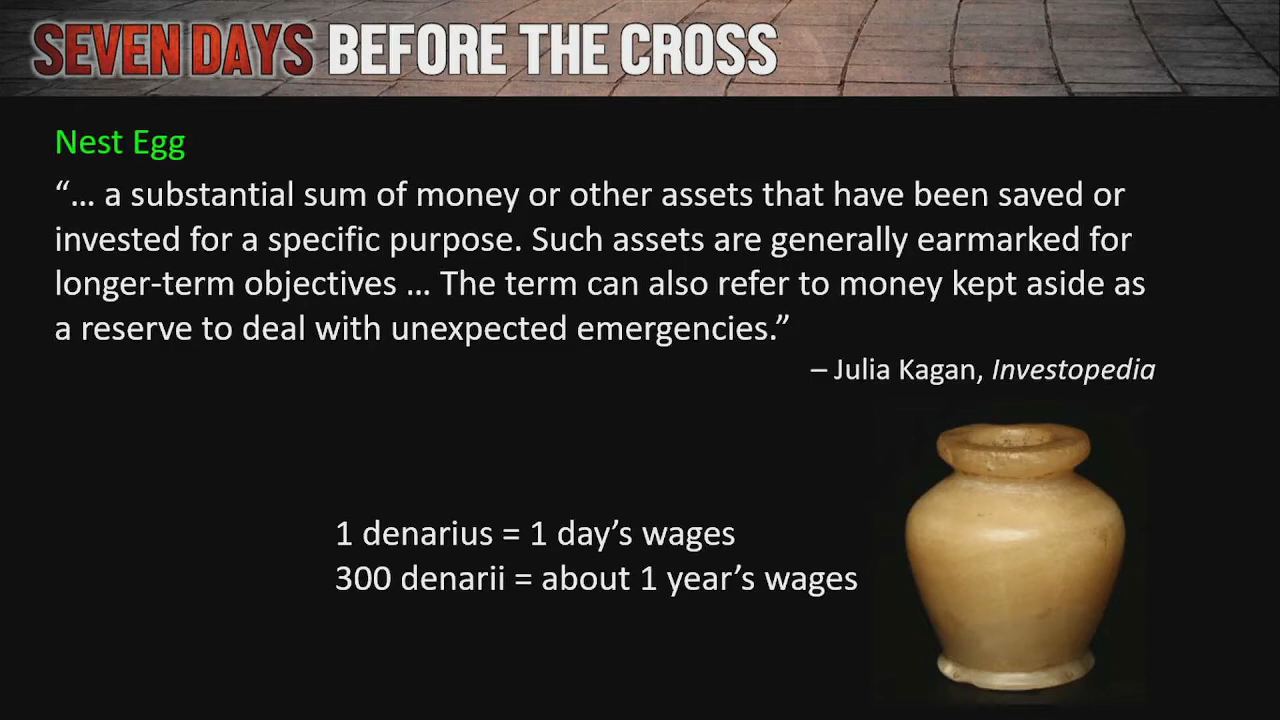 SEVEN DAYS BEFORE THE CROSS
Nest Egg
“… a substantial sum of money or other assets that have been saved or
invested for a specific purpose. Such assets are generally earmarked for
longer-term objectives … The term can also refer to money kept aside as
a reserve to deal with unexpected emergencies.”
– Julia Kagan, Investopedia
1 denarius = 1 day’s wages
300 denarii = about 1 year’s wages